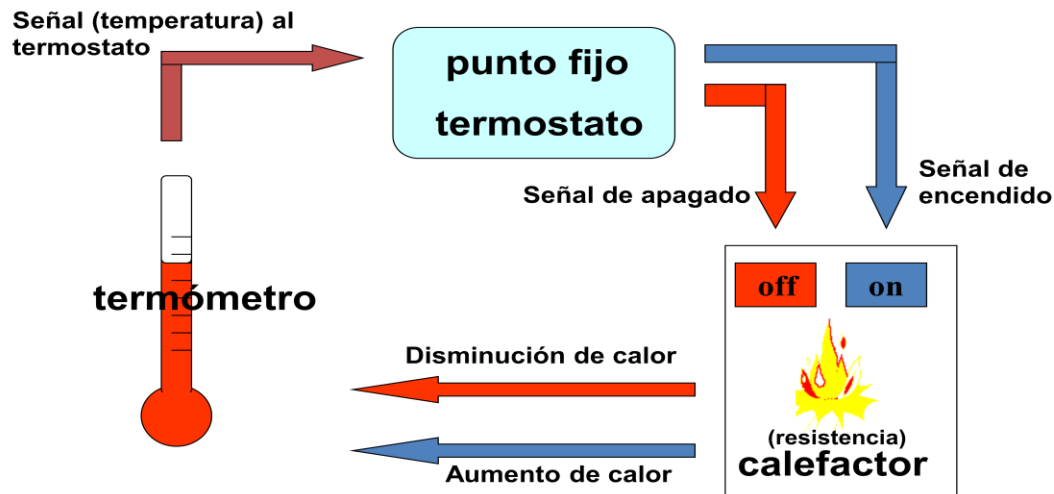 Señal (temperatura) al
termostato
punto fijo
termostato
Señal de apagado
Señal de
encendido
off
on
termómetro
Disminución de calor
Aumento de calor
(resistencia)
calefactor